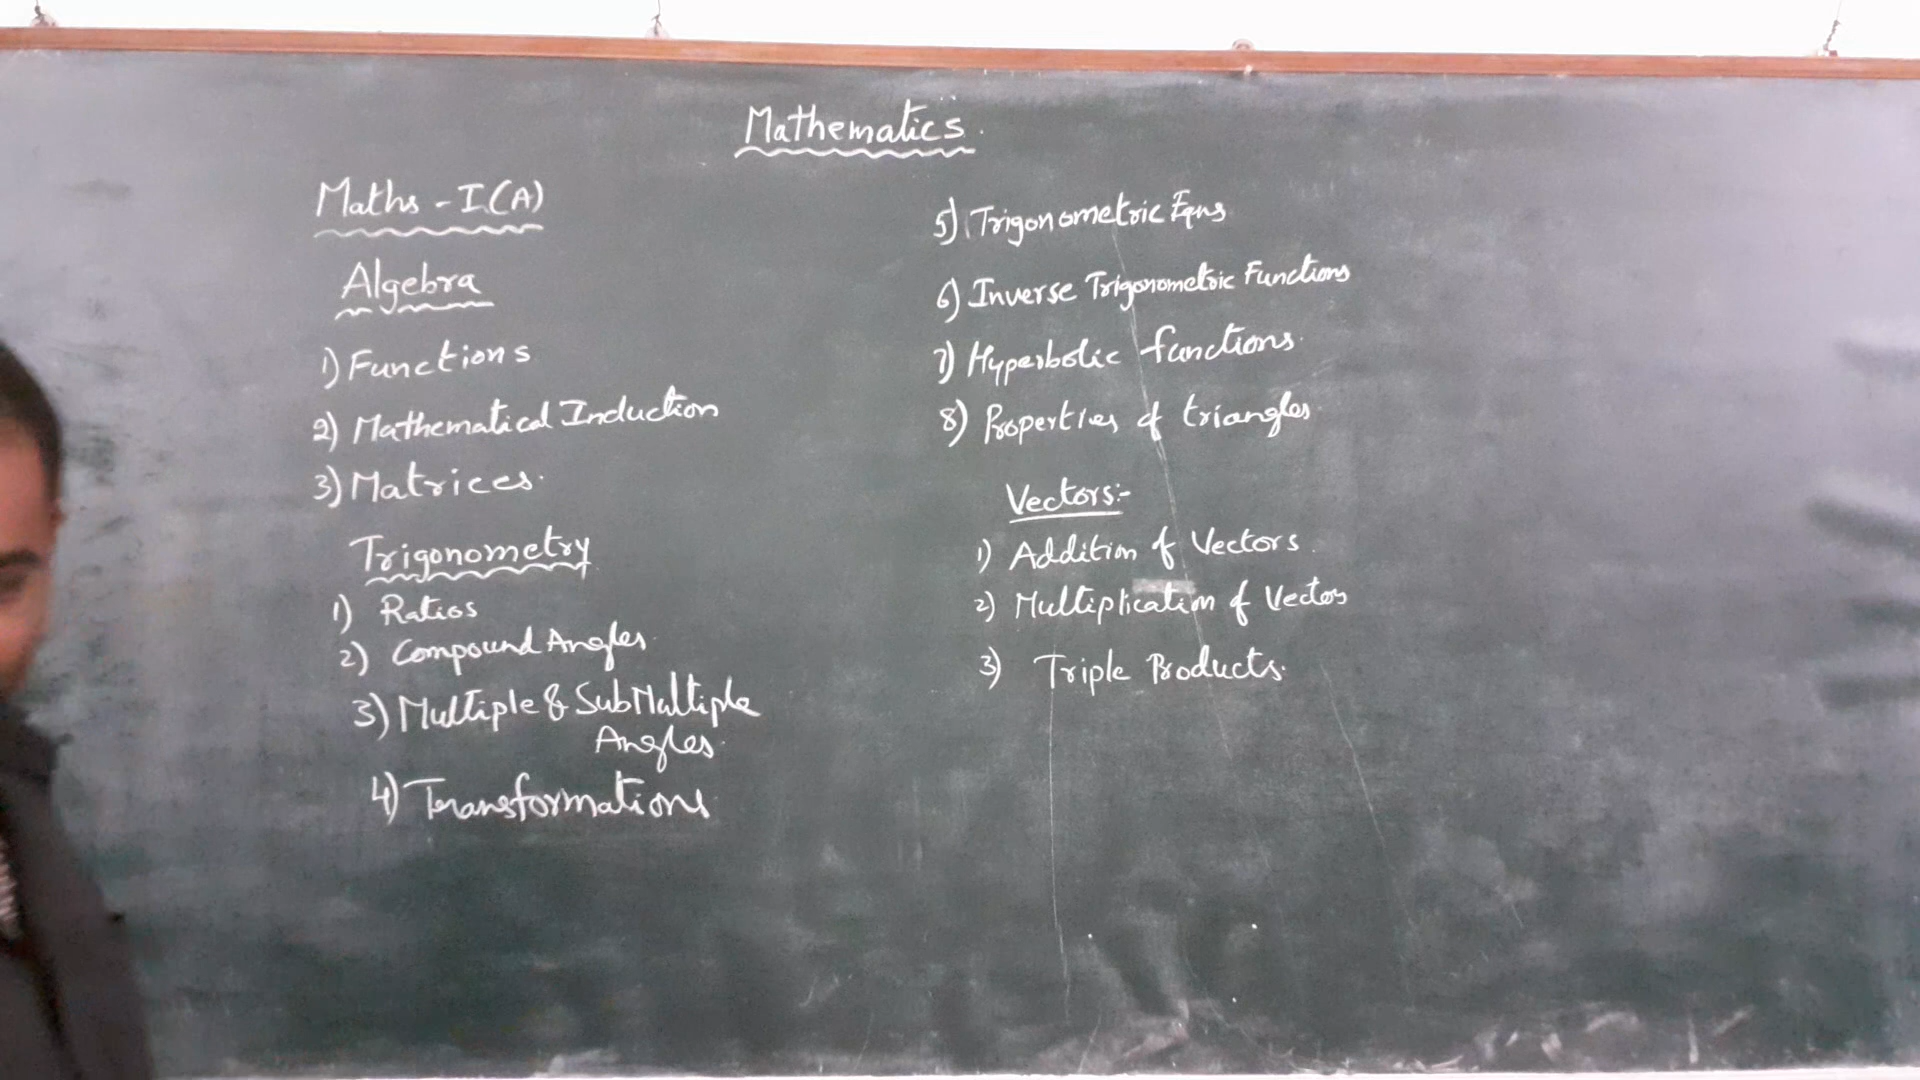 Mathematics.
Maths - I(A)
Algebra
1) Functions
2) Mathematical Induction
3) Matrices.
Trigonometry
1) Ratios
2) Compound Angles.
3) Multiple & SubMultiple
Angles.
4) Transformations
5) Trigonometric Eqns
6) Inverse Trigonometric Functions
7) Hyperbolic functions.
8) Properties of triangles.
Vectors:-
1) Addition of Vectors.
2) Multiplication of Vectors
3) Triple Products.